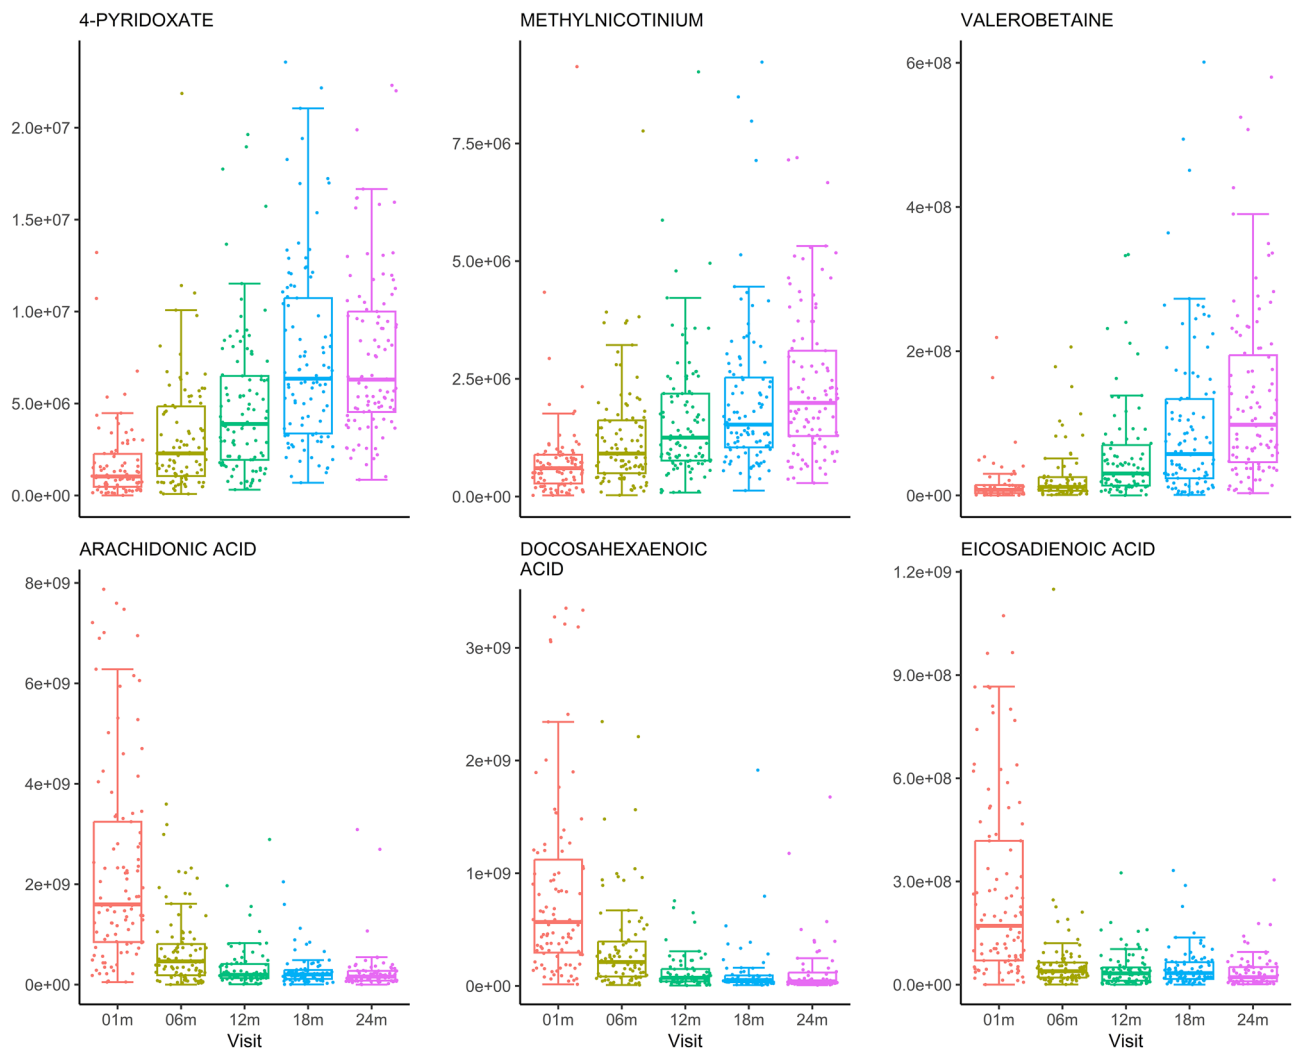 4-PYRIDOXATE
METHYLNICOTINIUM
VALEROBETAINE
2.0e+07
1.5e+07
1.0e+07
5.0e+06
0.0e+00
7.5e+06
5.0e+06
2.5e+06
0.0e+00
6e+08
4e+08
2e+08
0e+00
ARACHIDONIC ACID
DOCOSAHEXAENOIC
ACID
EICOSADIENOIC ACID
8e+09
6e+09
4e+09
2e+09
0e+00
3e+09
2e+09
1e+09
0e+00
1.2e+09
9.0e+08
6.0e+08
3.0e+08
0.0e+00
01m 06m 12m 18m 24m
01m 06m 12m 18m 24m
01m 06m 12m 18m 24m
Visit
Visit
Visit